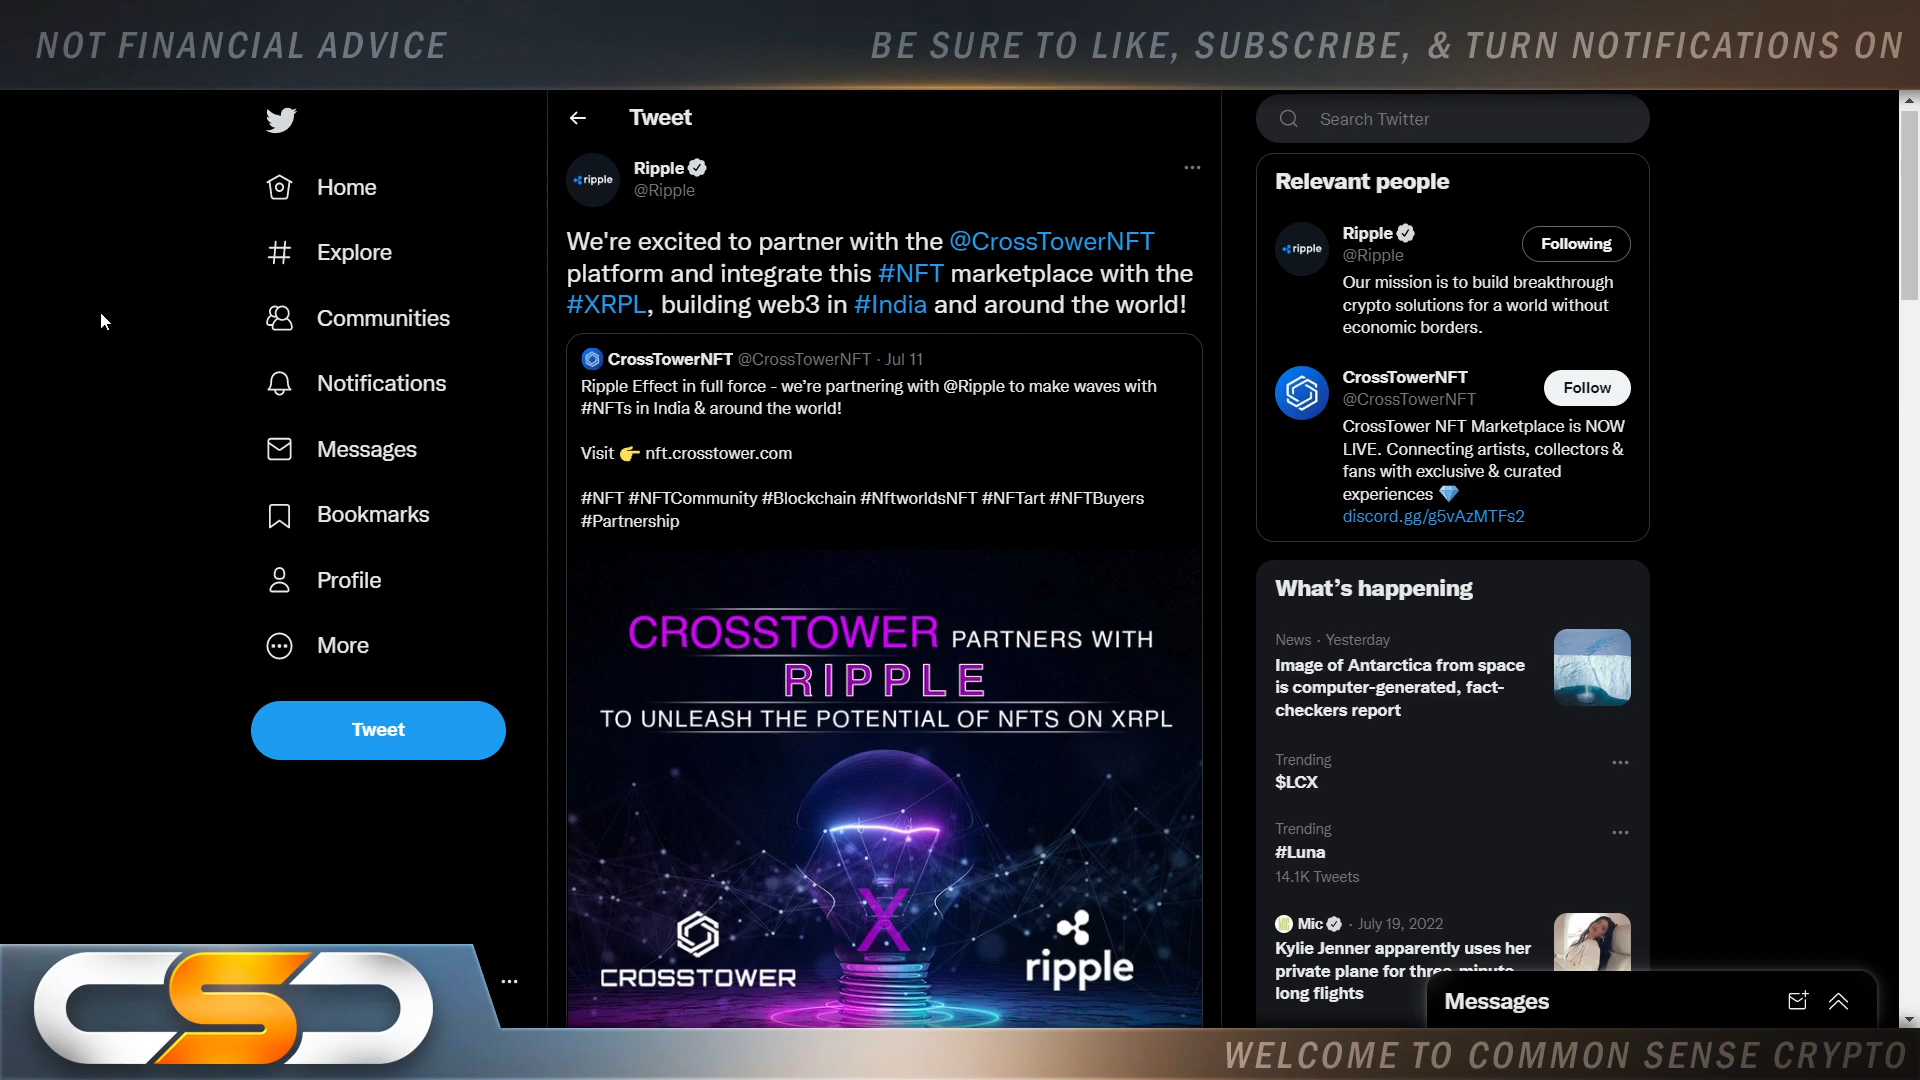 NOT FINANCIAL ADVICE
BE SURE TO LIKE, SUBSCRIBE, & TURN NOTIFICATIONS ON
Home
Explore
Communities
Notifications
Messages
Bookmarks
Profile
More
Tweet
Tweet
ripple
Ripple
@Ripple
We're excited to partner with the @CrossTowerNFT
platform and integrate this #NFT marketplace with the
#XRPL, building web3 in #India and around the world!
CrossTowerNFT @CrossTowerNFT · Jul 11
Ripple Effect in full force - we're partnering with @Ripple to make waves with
#NFTs in India & around the world!
Visit 👉 nft.crosstower.com
#NFT #NFTCommunity #Blockchain #NftworldsNFT #NFTart #NFTBuyers
#Partnership
CROSSTOWER PARTNERS WITH
RIPPLE
TO UNLEASH THE POTENTIAL OF NFTS ON XRPL
X
CROSSTOWER
ripple
Search Twitter
Relevant people
ripple
Ripple
@Ripple
Following
Our mission is to build breakthrough
crypto solutions for a world without
economic borders.
CrossTowerNFT
@CrossTowerNFT
Follow
CrossTower NFT Marketplace is NOW
LIVE. Connecting artists, collectors &
fans with exclusive & curated
experiences 💎
discord.gg/g5vAzMTFs2
What's happening
News · Yesterday
Image of Antarctica from space
is computer-generated, fact-
checkers report
Trending
$LCX
Trending
#Luna
14.1K Tweets
Mic · July 19, 2022
Kylie Jenner apparently uses her
private plane for three-minute-
long flights
Messages
CSC
WELCOME TO COMMON SENSE CRYPTO